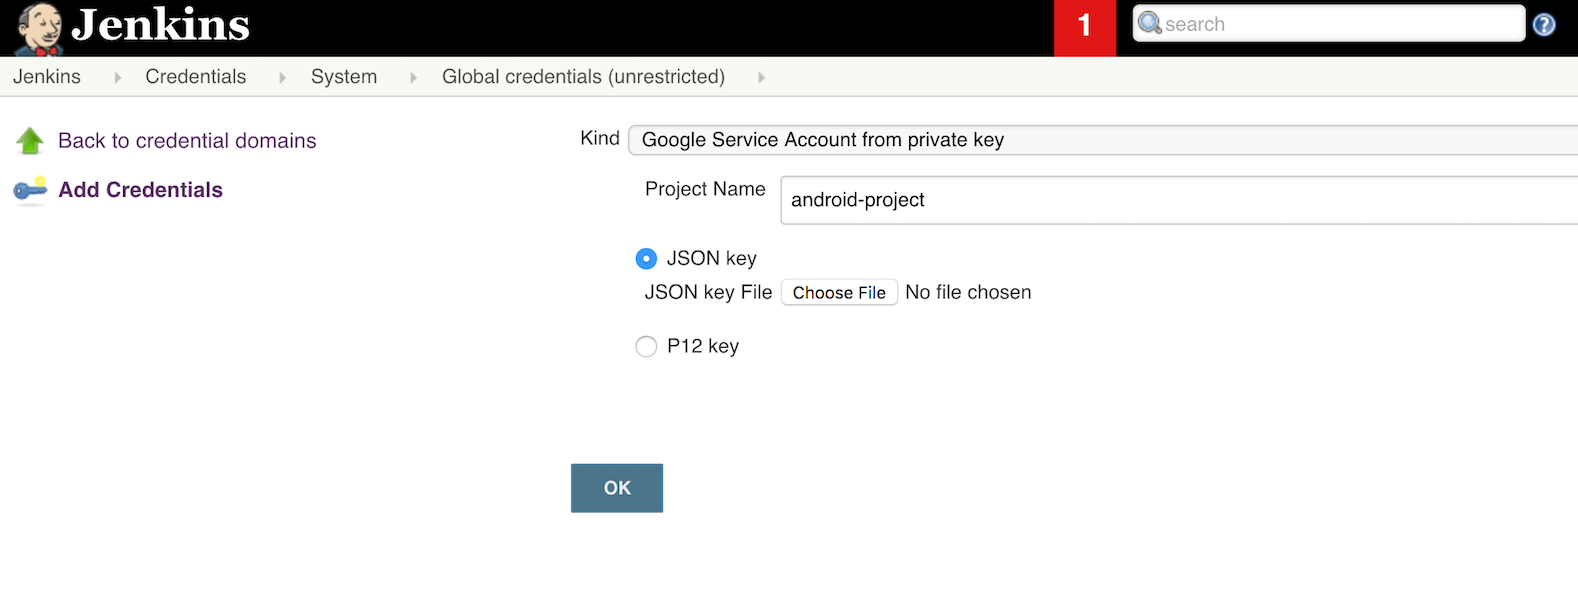 Jenkins
1
search
?
Jenkins Credentials System Global credentials (unrestricted)
Back to credential domains
Add Credentials
Kind Google Service Account from private key
Project Name android-project
JSON key
JSON key File Choose File No file chosen
P12 key
OK